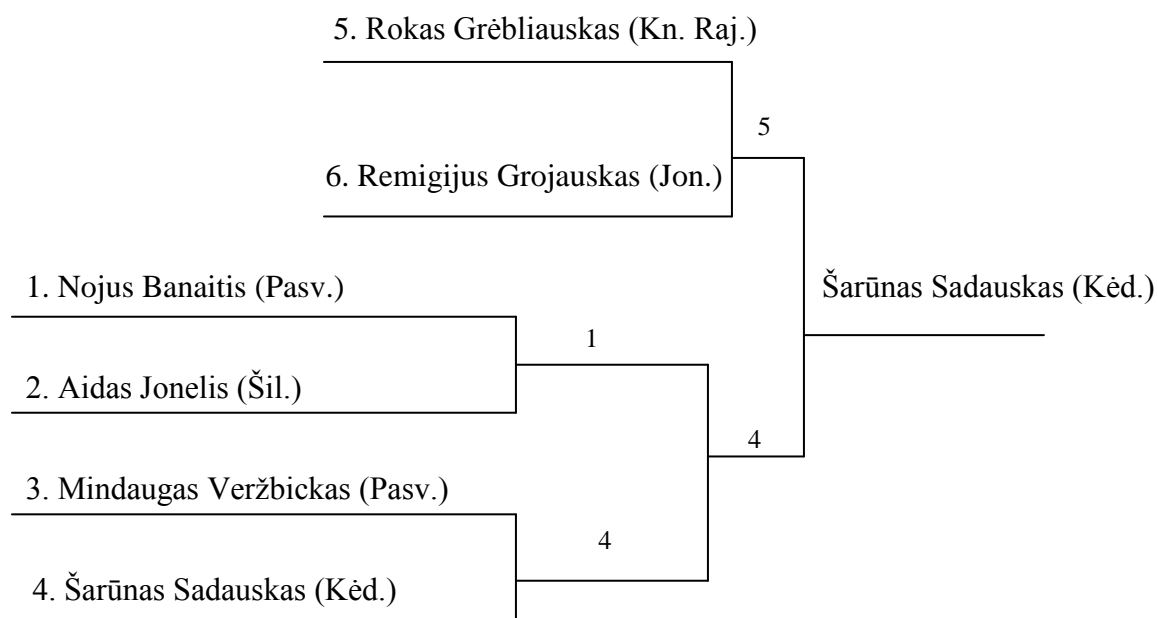 5. Rokas Grėbliauskas (Kn. Raj.)
5
6. Remigijus Grojauskas (Jon.)
1. Nojus Banaitis (Pasv.)
Šarūnas Sadauskas (Kėd.)
1
2. Aidas Jonelis (Šil.)
4
3. Mindaugas Veržbickas (Pasv.)
4
4. Šarūnas Sadauskas (Kėd.)